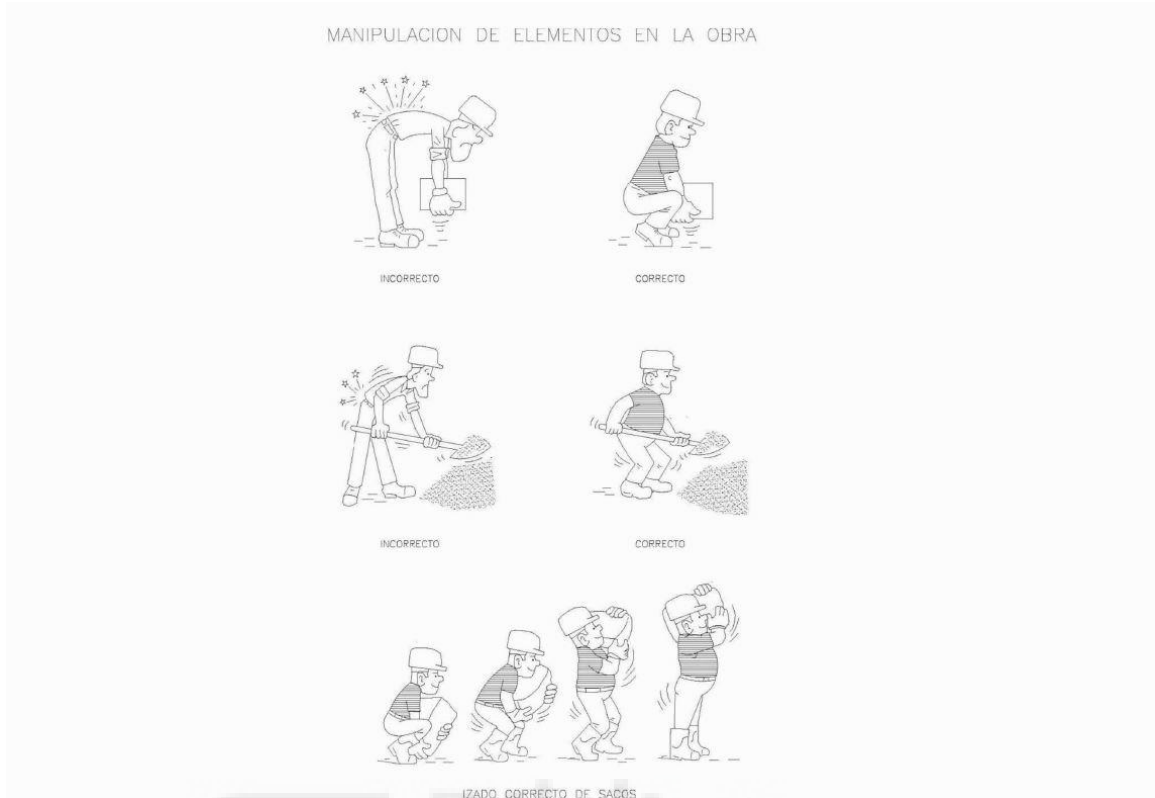 MANIPULACION DE ELEMENTOS EN LA OBRA
INCORRECTO
CORRECTO
INCORRECTO
CORRECTO
IZADO CORRECTO DE SACOS